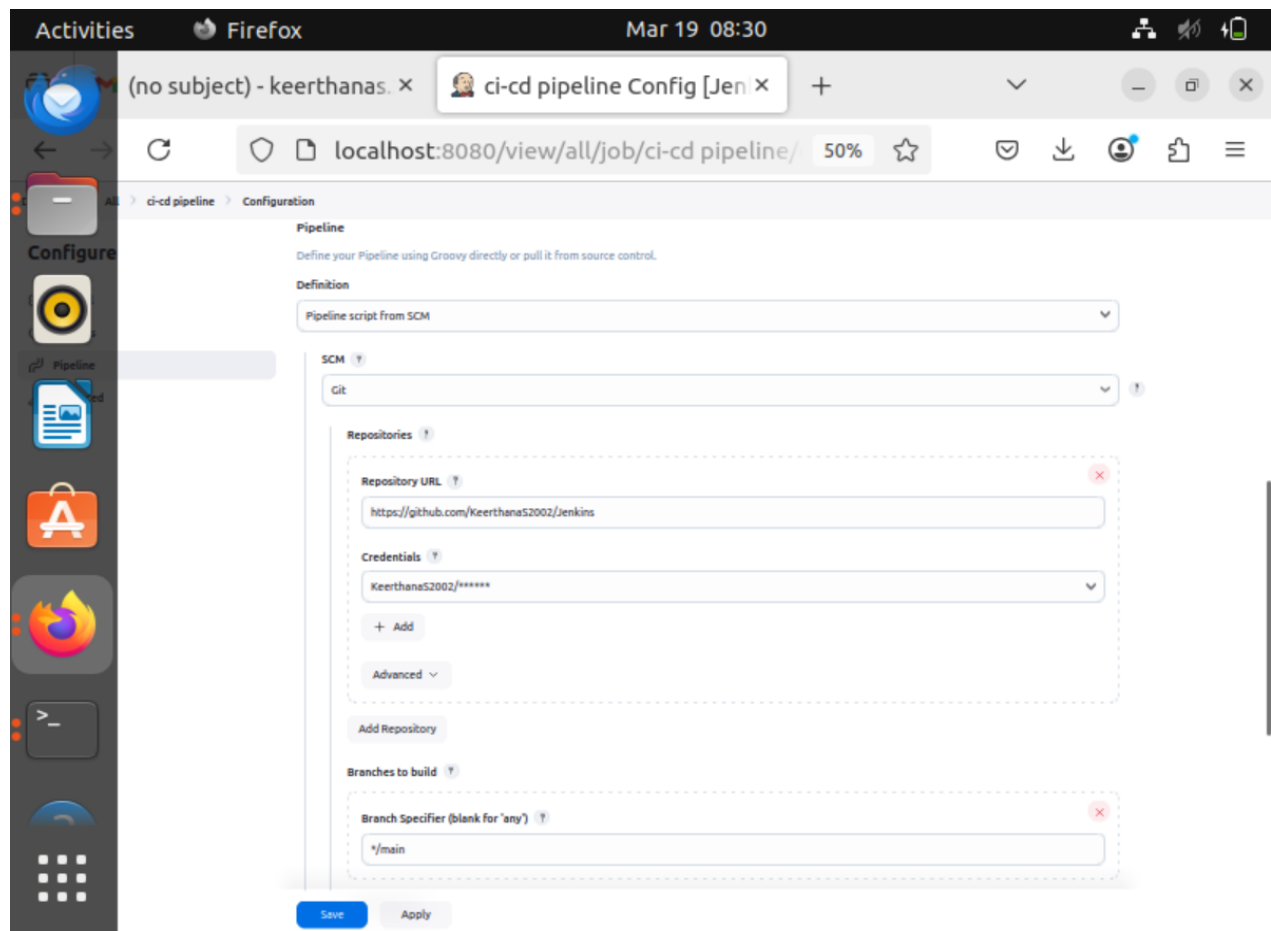 Activities Firefox Mar 19 08:30
(no subject) - keerthanas. ci-cd pipeline Config [Jen
localhost:8080/view/all/job/ci-cd pipeline/ 50%
All ci-cd pipeline Configuration
Configure
Pipeline
Define your Pipeline using Groovy directly or pull it from source control.
Definition
Pipeline script from SCM
Pipeline
SCM ?
Git ?
Repositories ?
Repository URL ?
https://github.com/KeerthanaS2002/Jenkins
Credentials ?
KeerthanaS2002/******
+ Add
Advanced
Add Repository
Branches to build ?
Branch Specifier (blank for 'any') ?
*/main
Save Apply